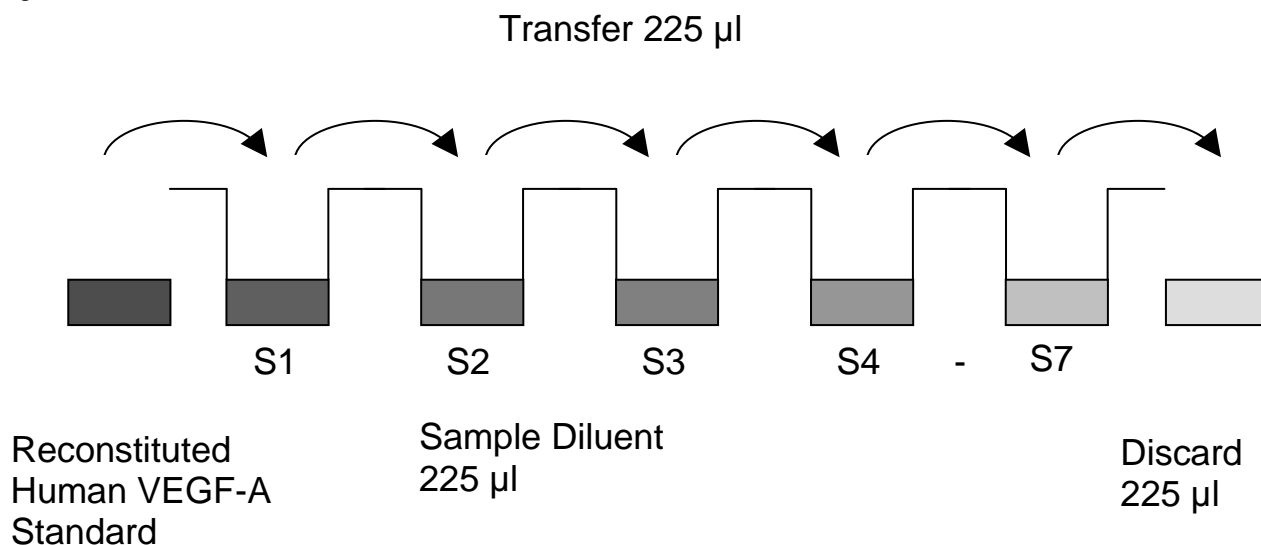 Transfer 225 µl
S1 S2 S3 S4 - S7
Reconstituted
Human VEGF-A
Standard
Sample Diluent
225 µl
Discard
225 µl